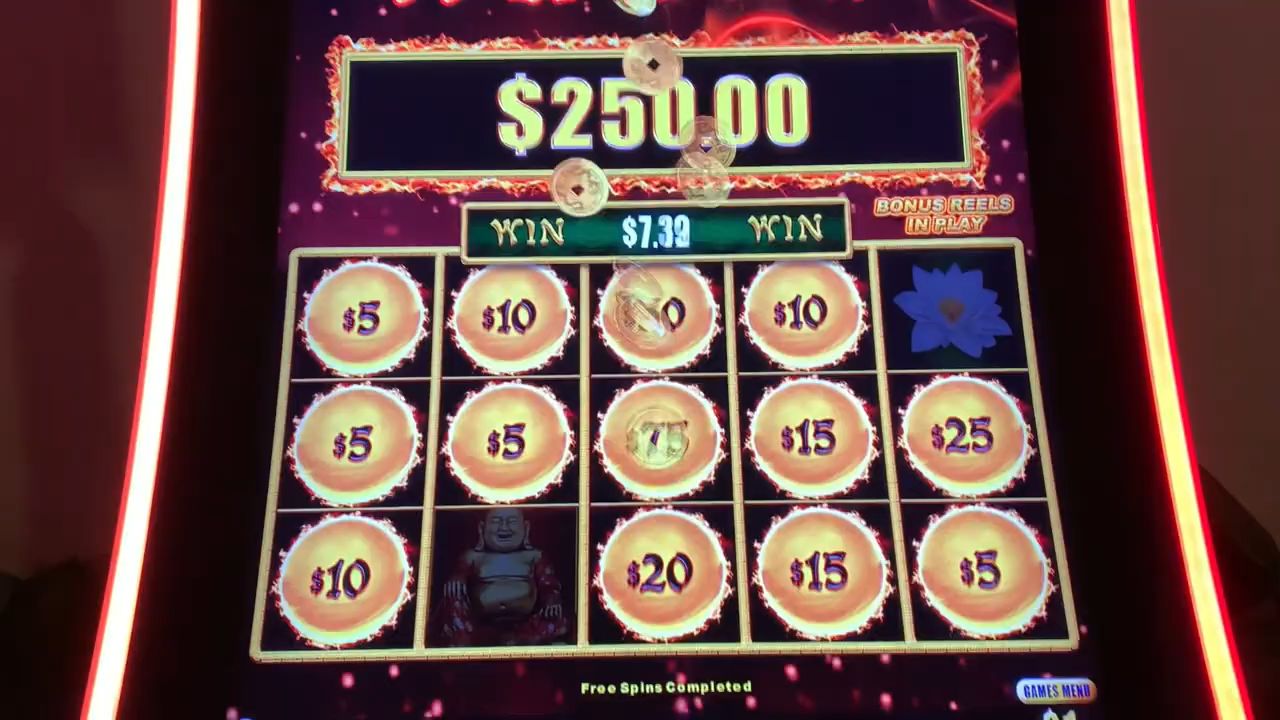 $250.00
BONUS REELS
IN PLAY
WIN $7.39 WIN
$5 $10 $10
$5 $5 75 $15 $25
$10 $20 $15 $5
Free Spins Completed
GAMES MENU